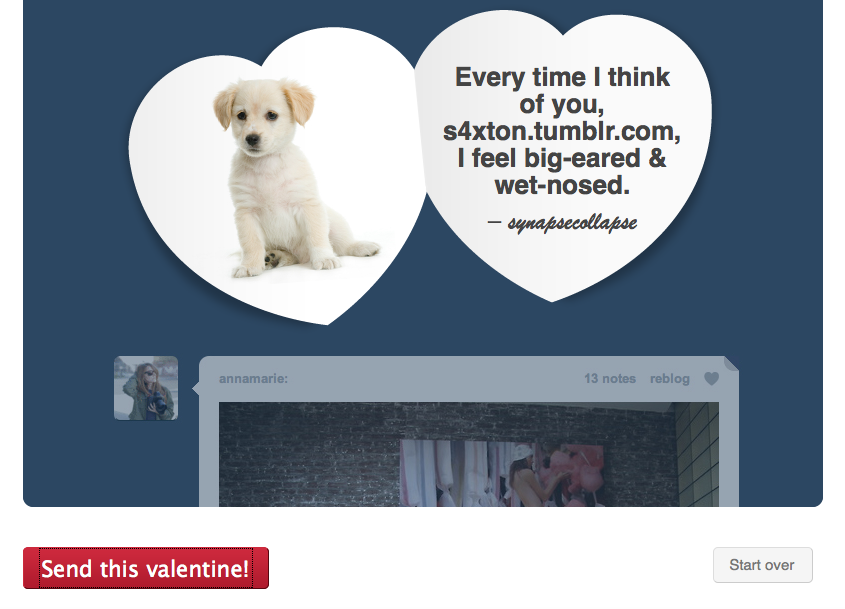 Every time I think
of you,
s4xton.tumblr.com,
I feel big-eared &
wet-nosed.
— synapsecollapse
annamarie:
13 notes reblog
Send this valentine!
Start over